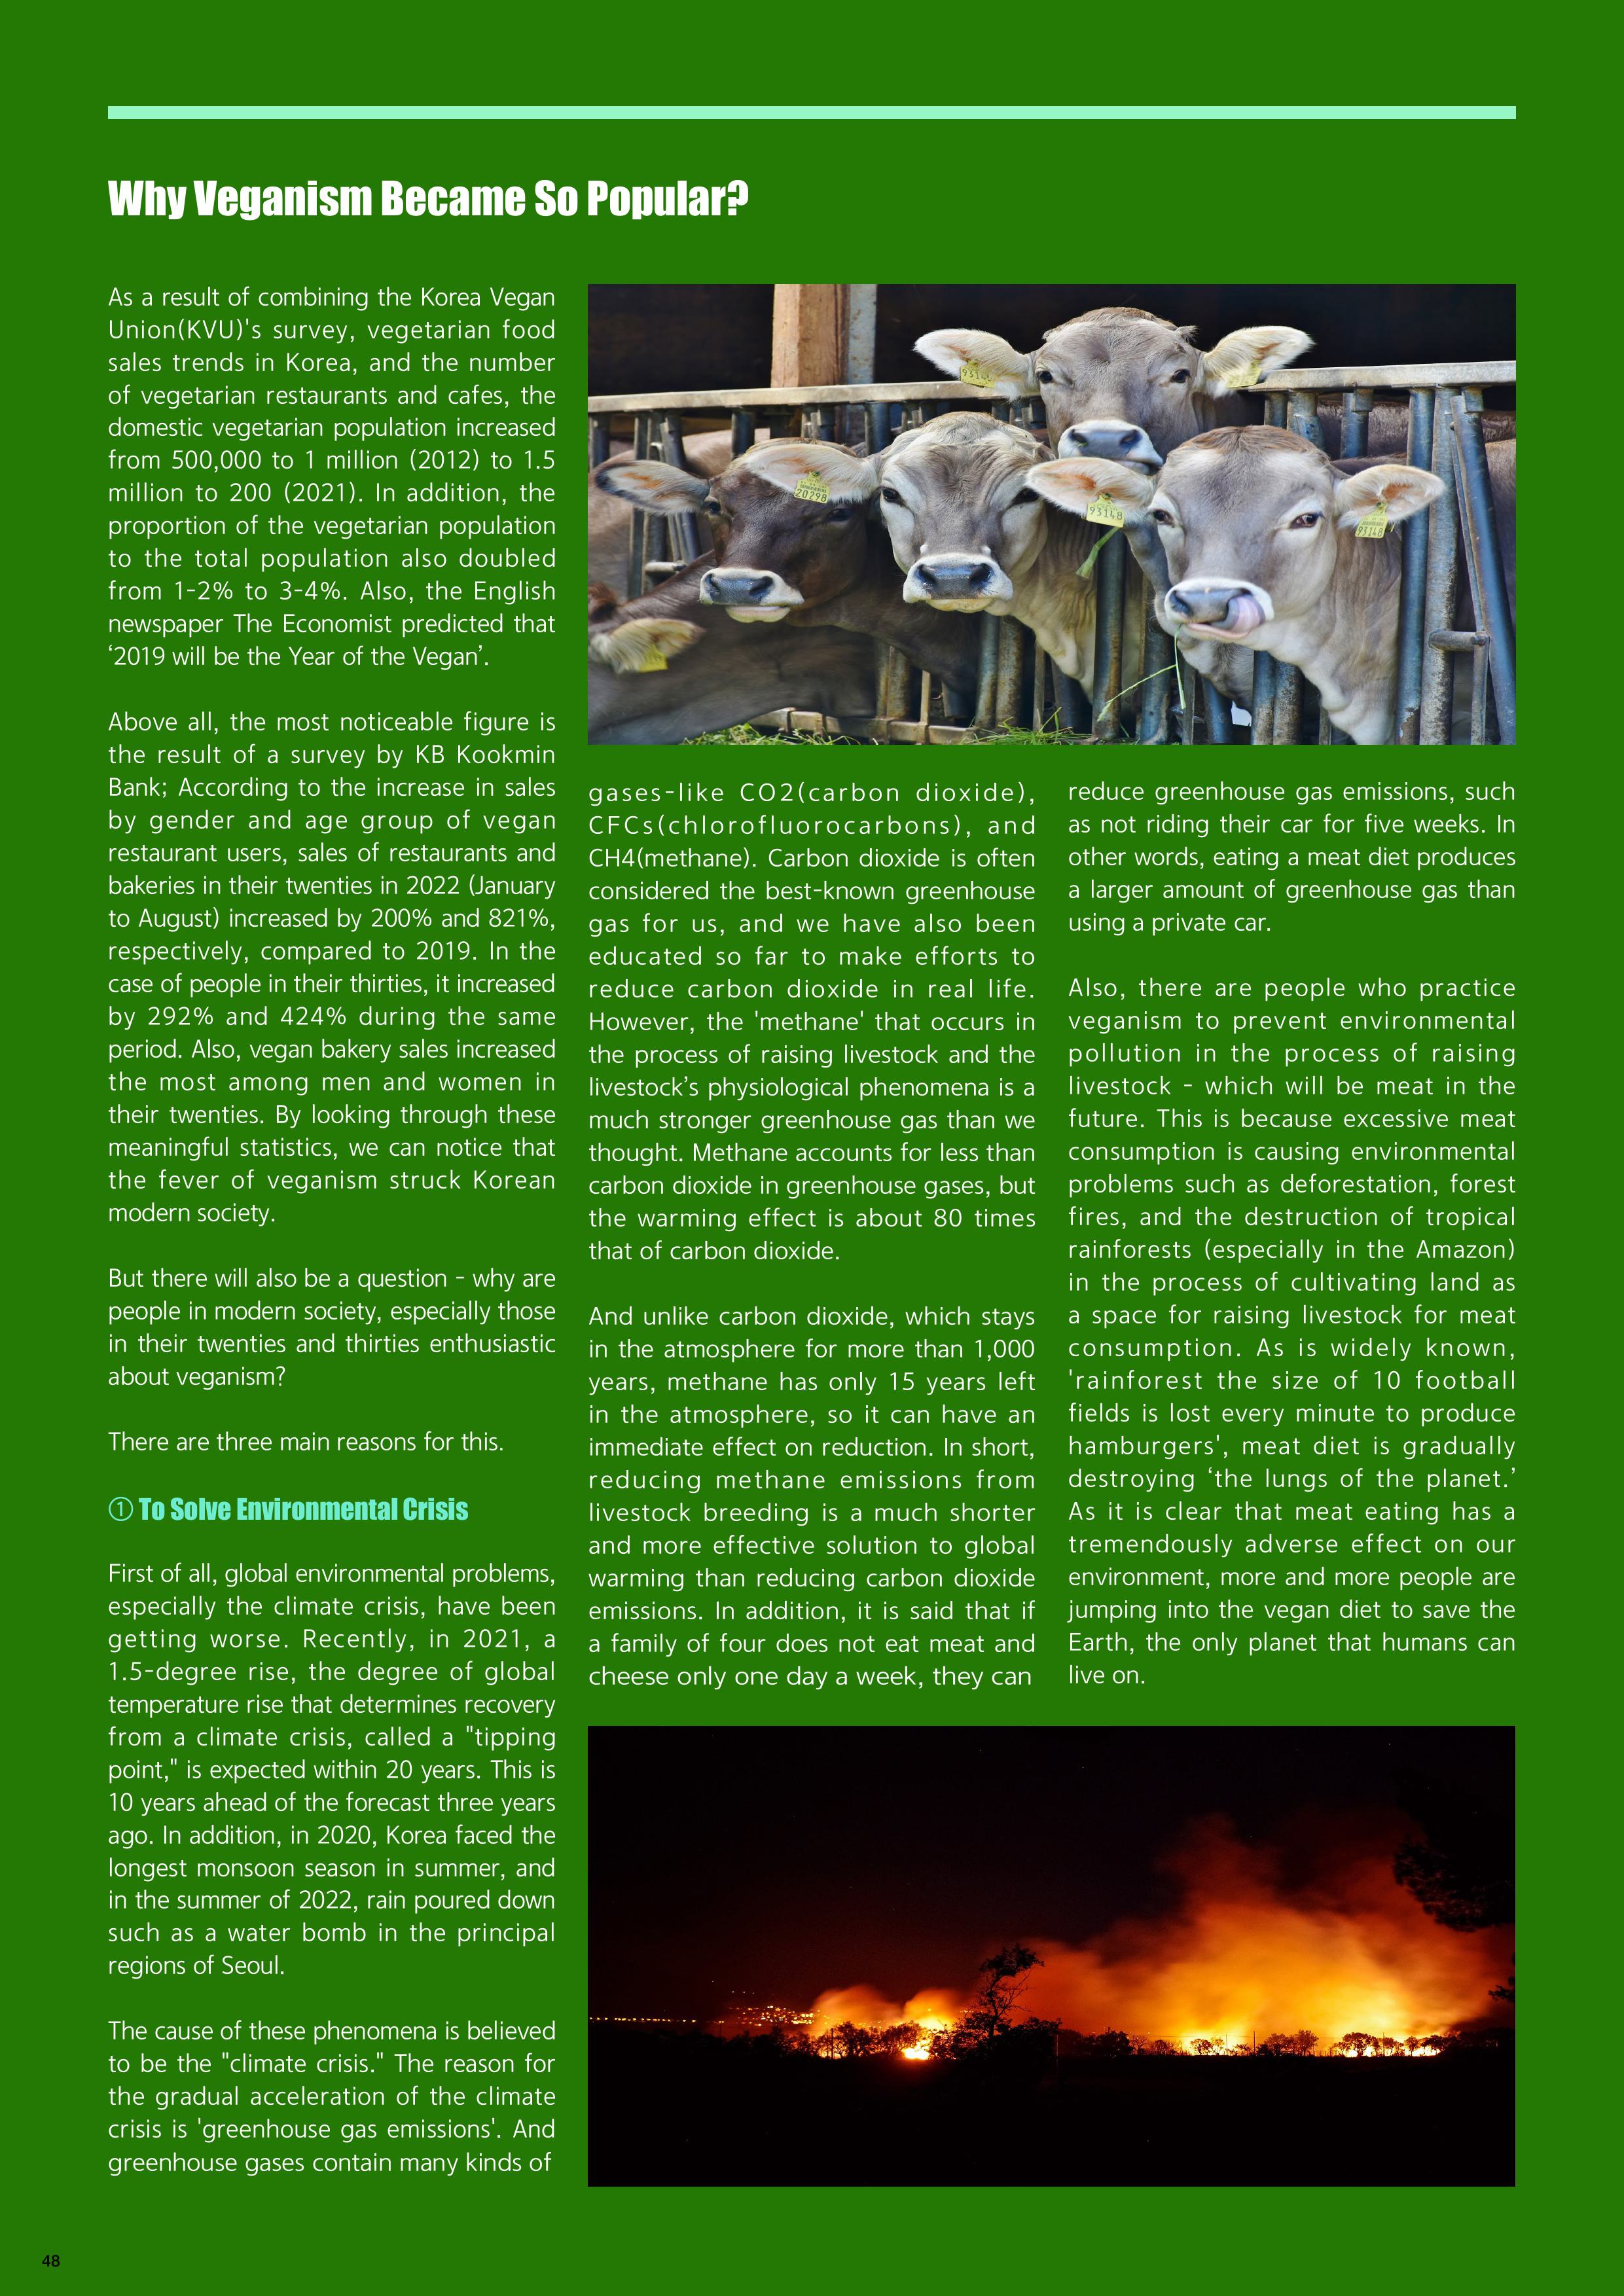 Why Veganism Became So Popular?
As a result of combining the Korea Vegan
Union(KVU)'s survey, vegetarian food
sales trends in Korea, and the number
of vegetarian restaurants and cafes, the
domestic vegetarian population increased
from 500,000 to 1 million (2012) to 1.5
million to 200 (2021). In addition, the
proportion of the vegetarian population
to the total population also doubled
from 1-2% to 3-4%. Also, the English
newspaper The Economist predicted that
‘2019 will be the Year of the Vegan’.
Above all, the most noticeable figure is
the result of a survey by KB Kookmin
Bank; According to the increase in sales
by gender and age group of vegan
restaurant users, sales of restaurants and
bakeries in their twenties in 2022 (January
to August) increased by 200% and 821%,
respectively, compared to 2019. In the
case of people in their thirties, it increased
by 292% and 424% during the same
period. Also, vegan bakery sales increased
the most among men and women in
their twenties. By looking through these
meaningful statistics, we can notice that
the fever of veganism struck Korean
modern society.
But there will also be a question - why are
people in modern society, especially those
in their twenties and thirties enthusiastic
about veganism?
There are three main reasons for this.
① To Solve Environmental Crisis
First of all, global environmental problems,
especially the climate crisis, have been
getting worse. Recently, in 2021, a
1.5-degree rise, the degree of global
temperature rise that determines recovery
from a climate crisis, called a "tipping
point," is expected within 20 years. This is
10 years ahead of the forecast three years
ago. In addition, in 2020, Korea faced the
longest monsoon season in summer, and
in the summer of 2022, rain poured down
such as a water bomb in the principal
regions of Seoul.
The cause of these phenomena is believed
to be the "climate crisis." The reason for
the gradual acceleration of the climate
crisis is 'greenhouse gas emissions'. And
greenhouse gases contain many kinds of
20298
93148
93148
gases-like CO2(carbon dioxide),
CFCs(chlorofluorocarbons), and
CH4(methane). Carbon dioxide is often
considered the best-known greenhouse
gas for us, and we have also been
educated so far to make efforts to
reduce carbon dioxide in real life.
However, the 'methane' that occurs in
the process of raising livestock and the
livestock’s physiological phenomena is a
much stronger greenhouse gas than we
thought. Methane accounts for less than
carbon dioxide in greenhouse gases, but
the warming effect is about 80 times
that of carbon dioxide.
And unlike carbon dioxide, which stays
in the atmosphere for more than 1,000
years, methane has only 15 years left
in the atmosphere, so it can have an
immediate effect on reduction. In short,
reducing methane emissions from
livestock breeding is a much shorter
and more effective solution to global
warming than reducing carbon dioxide
emissions. In addition, it is said that if
a family of four does not eat meat and
cheese only one day a week, they can
reduce greenhouse gas emissions, such
as not riding their car for five weeks. In
other words, eating a meat diet produces
a larger amount of greenhouse gas than
using a private car.
Also, there are people who practice
veganism to prevent environmental
pollution in the process of raising
livestock - which will be meat in the
future. This is because excessive meat
consumption is causing environmental
problems such as deforestation, forest
fires, and the destruction of tropical
rainforests (especially in the Amazon)
in the process of cultivating land as
a space for raising livestock for meat
consumption. As is widely known,
'rainforest the size of 10 football
fields is lost every minute to produce
hamburgers', meat diet is gradually
destroying ‘the lungs of the planet.’
As it is clear that meat eating has a
tremendously adverse effect on our
environment, more and more people are
jumping into the vegan diet to save the
Earth, the only planet that humans can
live on.
48